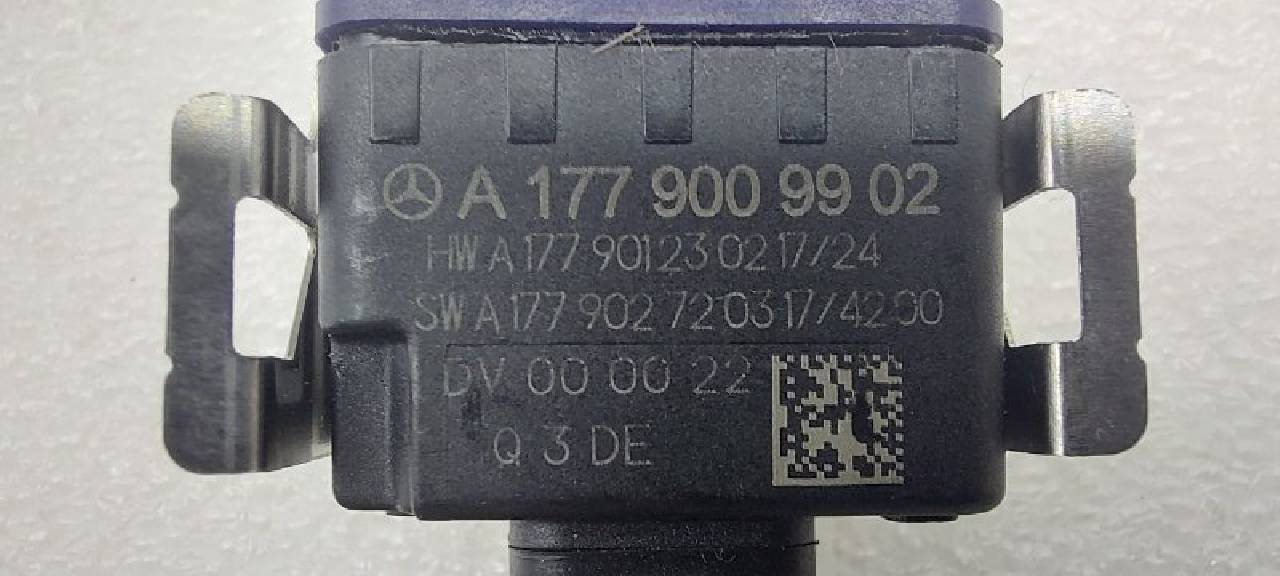 A 177 900 99 02
HW A 177 901 23 02 17/24
SW A 177 902 72 03 17/42 00
DV 00 00 22
Q 3 DE